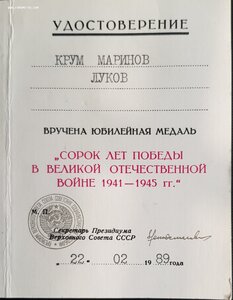 УДОСТОВЕРЕНИЕ
КРУМ МАРИНОВ
ЛУКОВ
ВРУЧЕНА ЮБИЛЕЙНАЯ МЕДАЛЬ
„СОРОК ЛЕТ ПОБЕДЫ
В ВЕЛИКОЙ ОТЕЧЕСТВЕННОЙ
ВОЙНЕ 1941—1945 гг.“
М. П.
Секретарь Президиума
Верховного Совета СССР
„22“ 02 1989 года